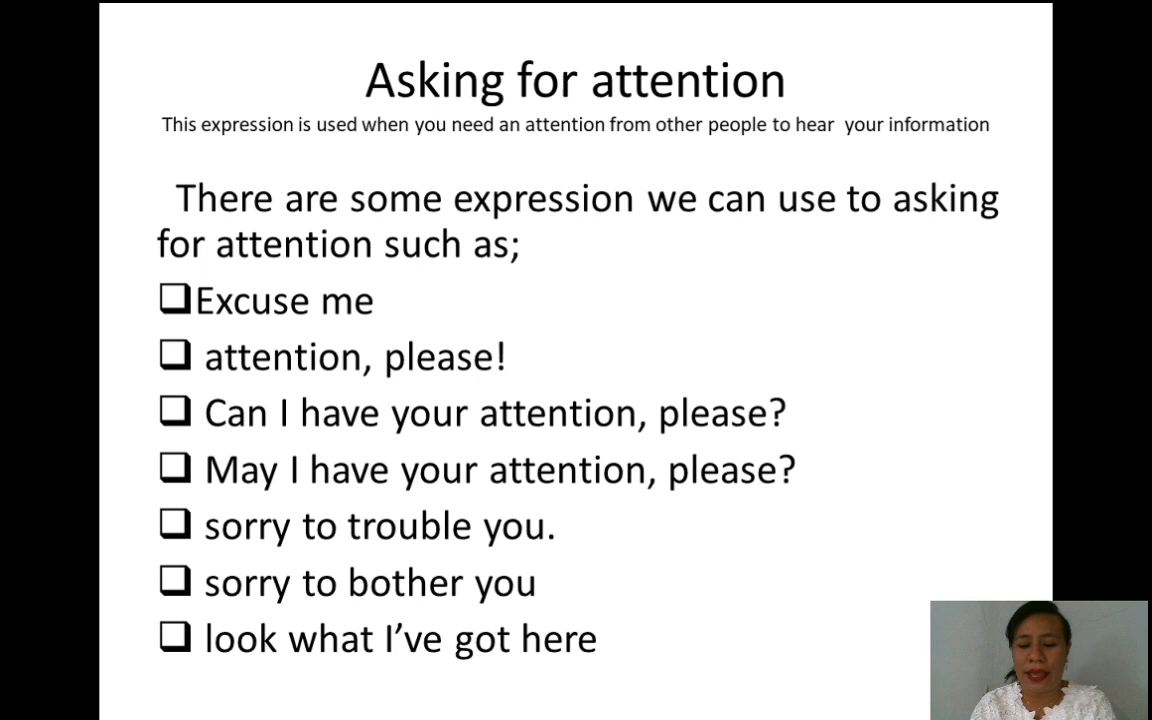 Asking for attention
This expression is used when you need an attention from other people to hear your information
There are some expression we can use to asking
for attention such as;
Excuse me
attention, please!
Can I have your attention, please?
May I have your attention, please?
sorry to trouble you.
sorry to bother you
look what I’ve got here